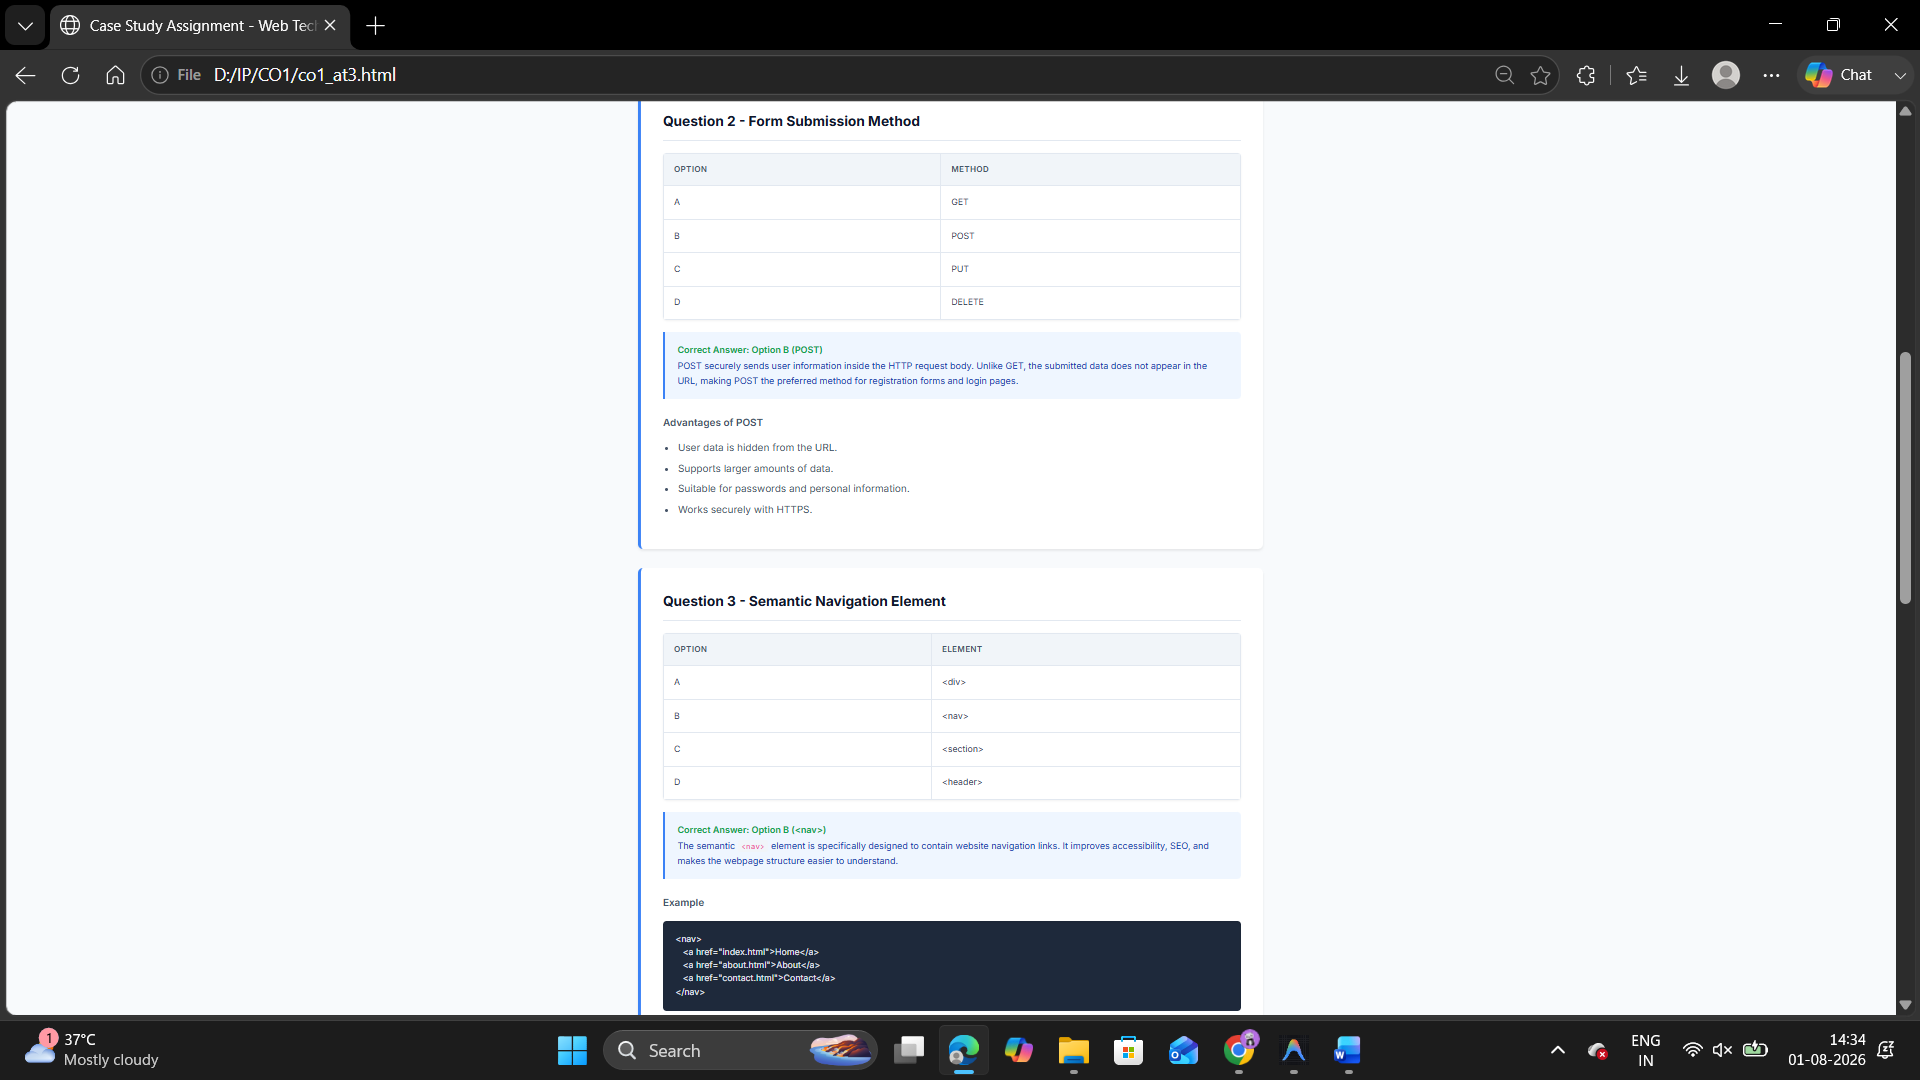 Case Study Assignment - Web Tec
File D:/IP/CO1/co1_at3.html
Chat
Question 2 - Form Submission Method
OPTION METHOD
A GET
B POST
C PUT
D DELETE
Correct Answer: Option B (POST)
POST securely sends user information inside the HTTP request body. Unlike GET, the submitted data does not appear in the
URL, making POST the preferred method for registration forms and login pages.
Advantages of POST
• User data is hidden from the URL.
• Supports larger amounts of data.
• Suitable for passwords and personal information.
• Works securely with HTTPS.
Question 3 - Semantic Navigation Element
OPTION ELEMENT
A <div>
B <nav>
C <section>
D <header>
Correct Answer: Option B (<nav>)
The semantic <nav> element is specifically designed to contain website navigation links. It improves accessibility, SEO, and
makes the webpage structure easier to understand.
Example
<nav>
<a href="index.html">Home</a>
<a href="about.html">About</a>
<a href="contact.html">Contact</a>
</nav>
1
37°C
Mostly cloudy
Search
ENG
IN
14:34
01-08-2026